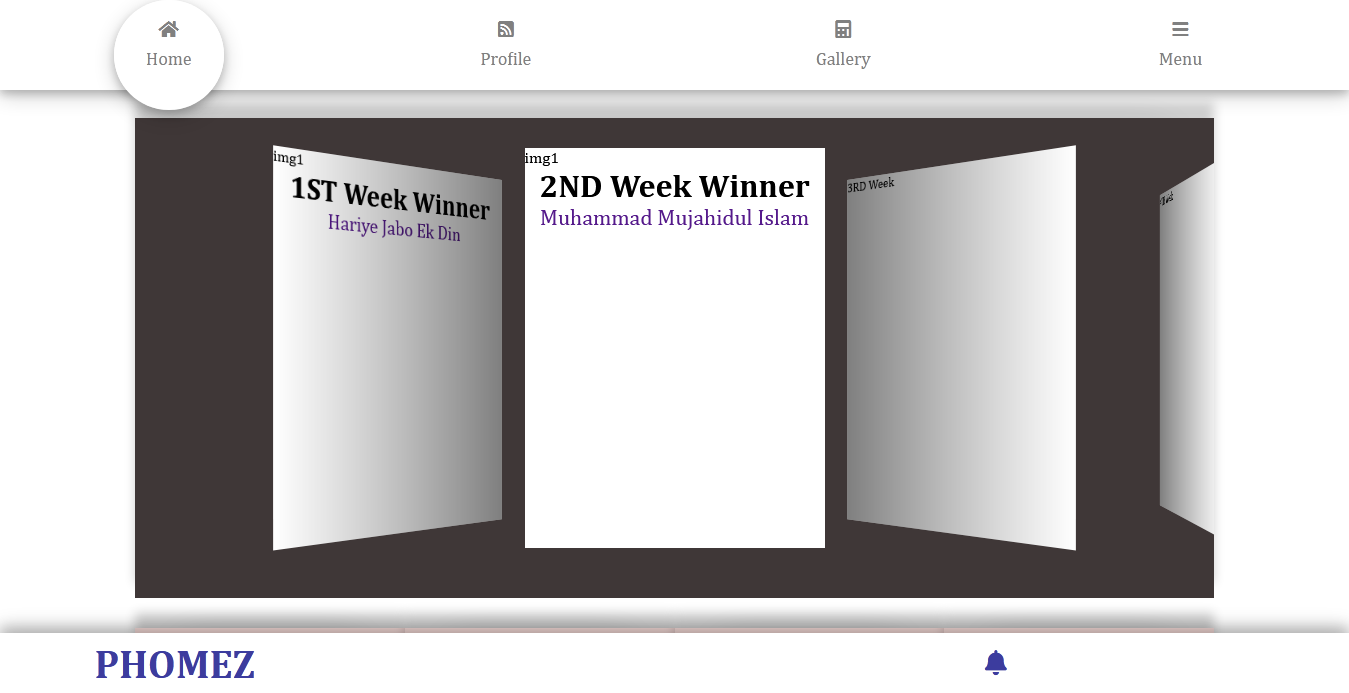 Home
Profile
Gallery
Menu
img1
1ST Week Winner
Hariye Jabo Ek Din
img1
2ND Week Winner
Muhammad Mujahidul Islam
3RD Week
PHOMEZ